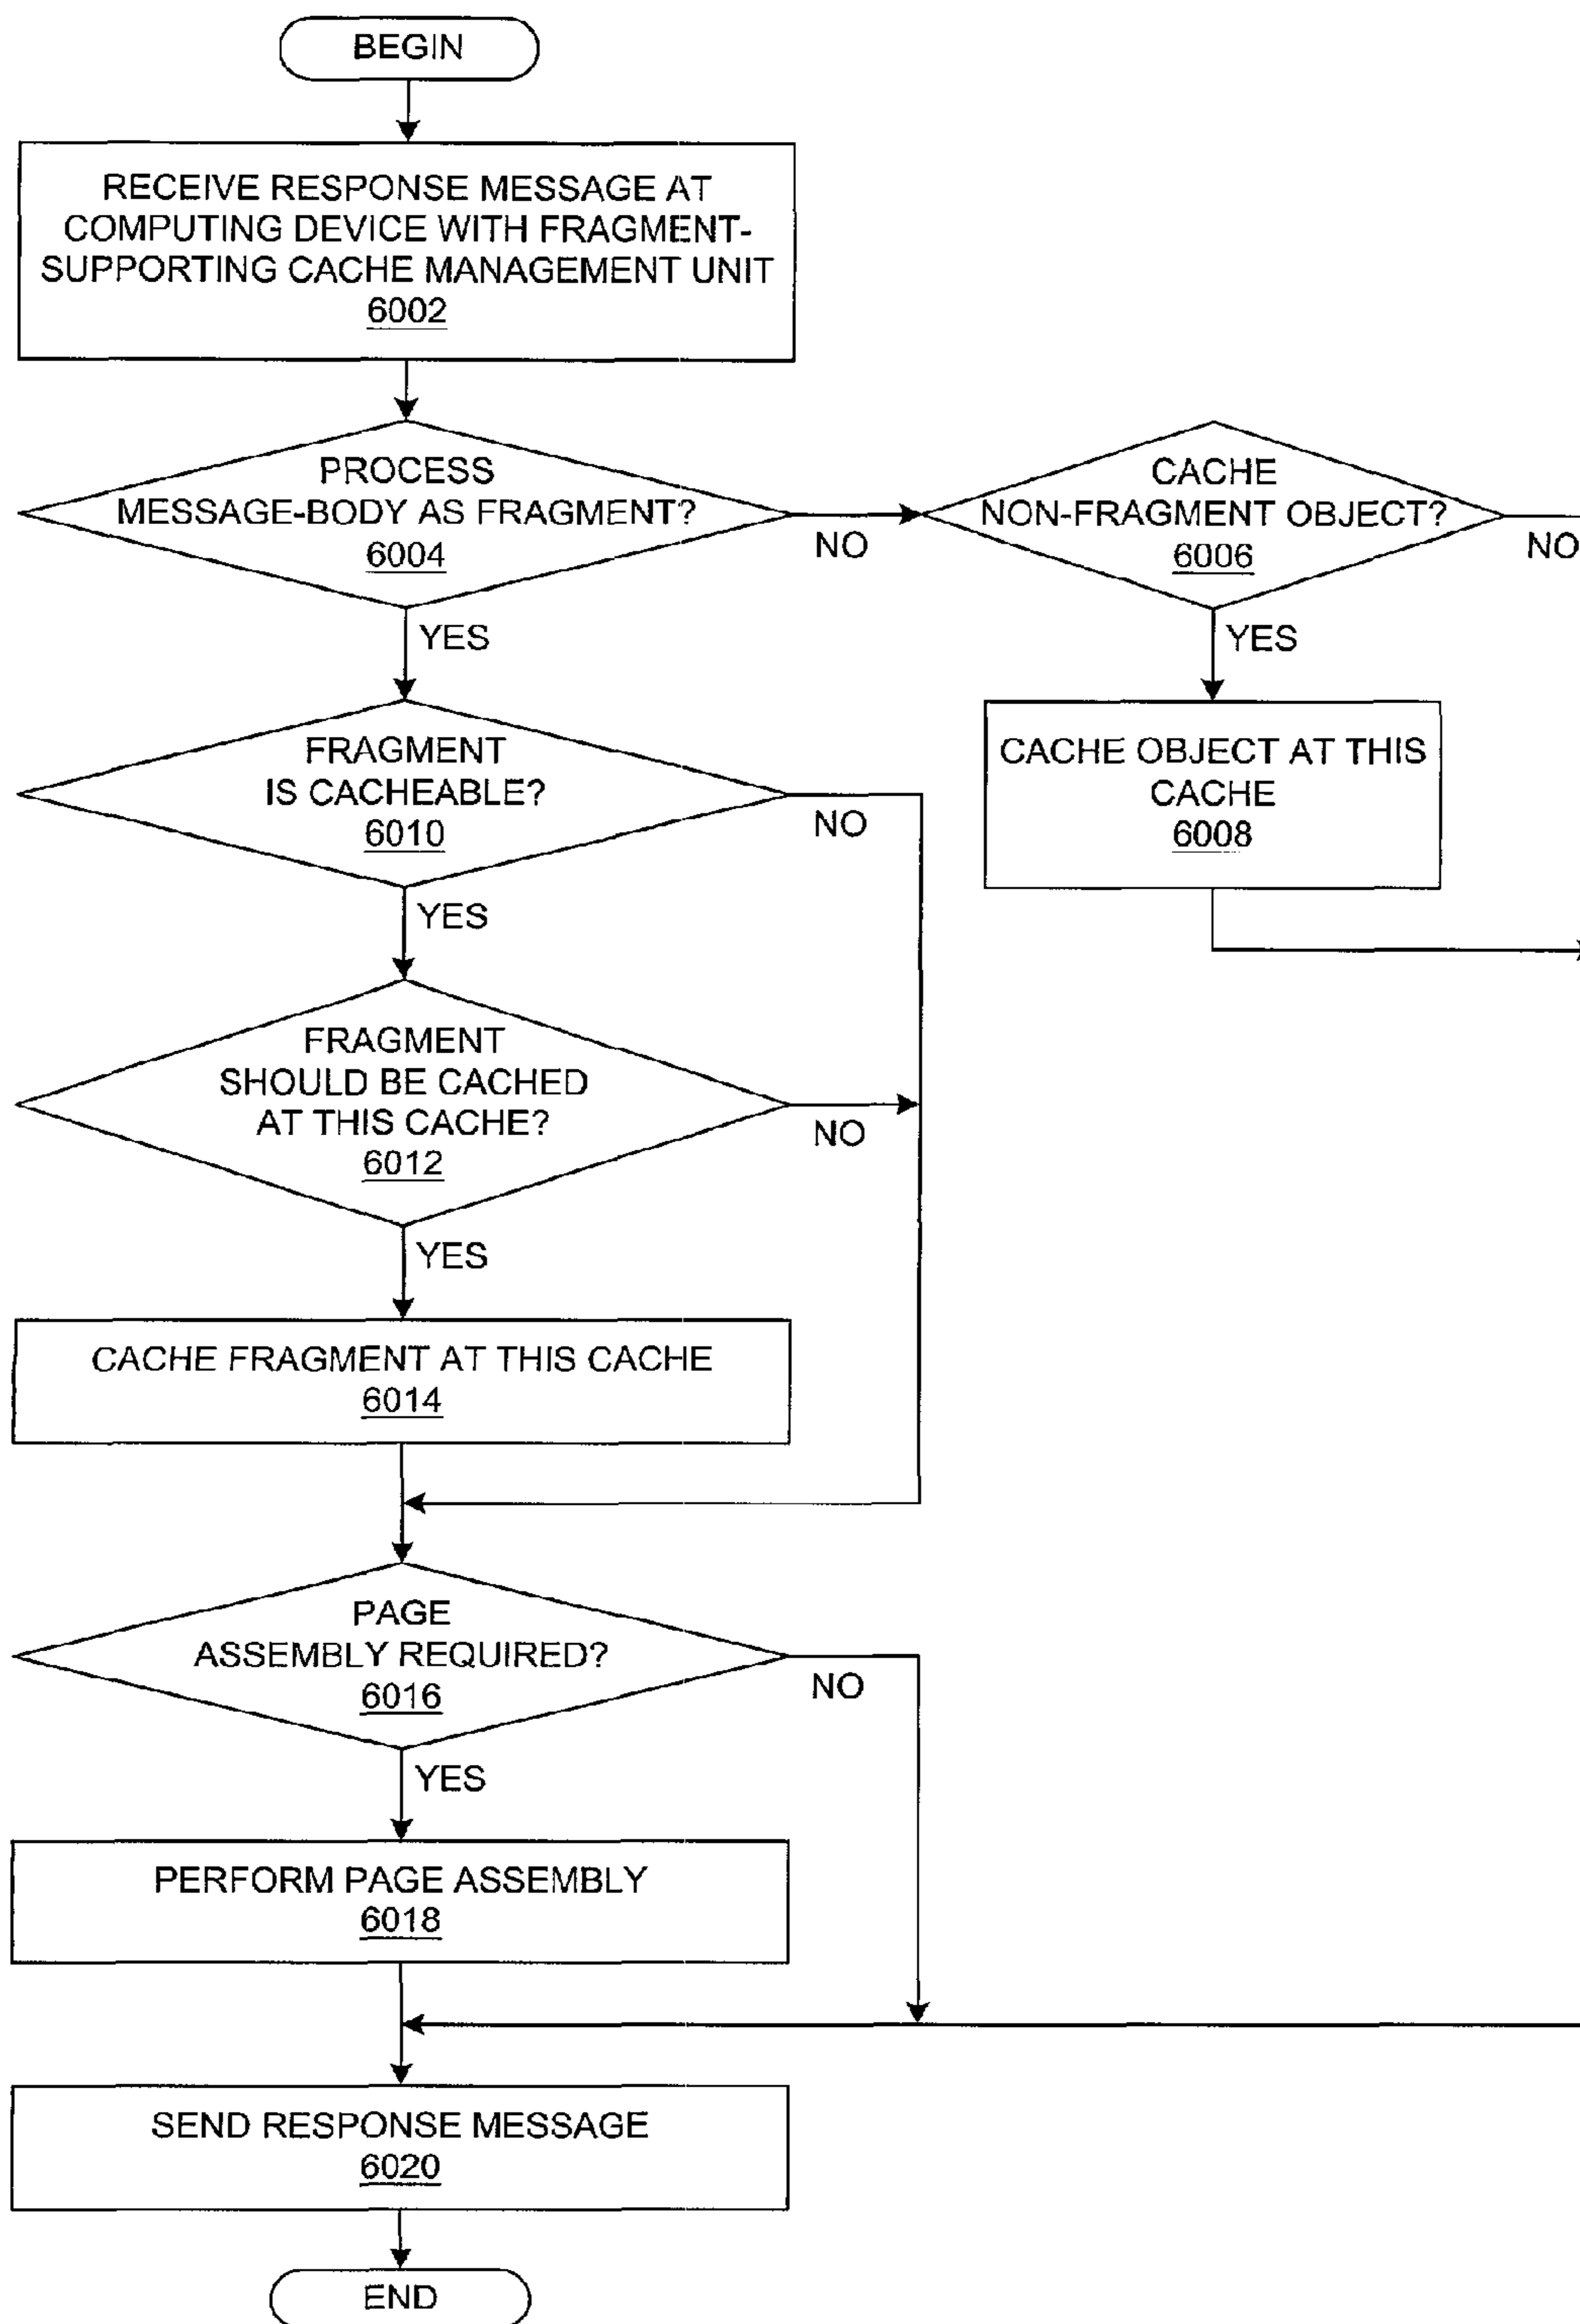 BEGIN
RECEIVE RESPONSE MESSAGE AT
COMPUTING DEVICE WITH FRAGMENT-
SUPPORTING CACHE MANAGEMENT UNIT
6002
PROCESS
MESSAGE-BODY AS FRAGMENT?
6004
NO
CACHE
NON-FRAGMENT OBJECT?
6006
NO
YES
YES
FRAGMENT
IS CACHEABLE?
6010
NO
CACHE OBJECT AT THIS
CACHE
6008
YES
FRAGMENT
SHOULD BE CACHED
AT THIS CACHE?
6012
NO
YES
CACHE FRAGMENT AT THIS CACHE
6014
PAGE
ASSEMBLY REQUIRED?
6016
NO
YES
PERFORM PAGE ASSEMBLY
6018
SEND RESPONSE MESSAGE
6020
END